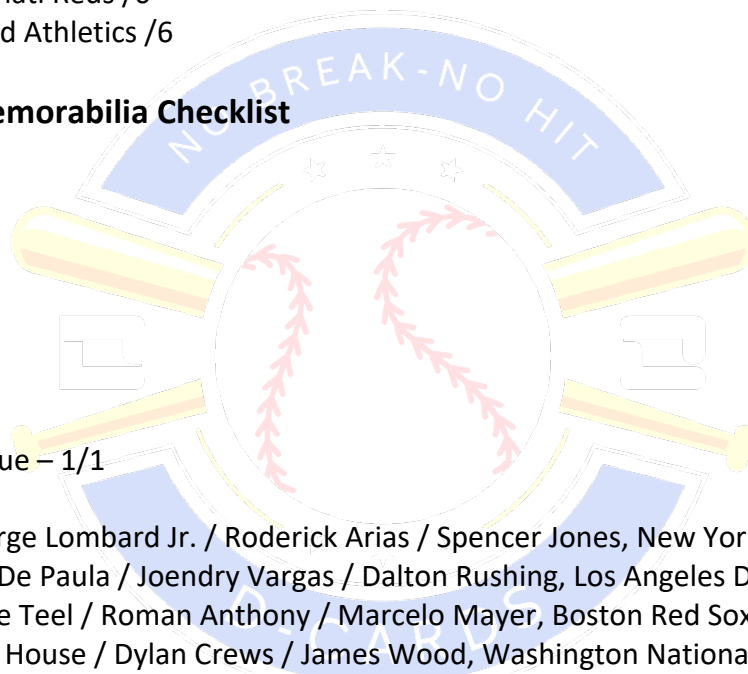 d Athletics /6
emorabilia Checklist
NO BREAK-NO HIT
ue – 1/1
rge Lombard Jr. / Roderick Arias / Spencer Jones, New Yor
De Paula / Joendry Vargas / Dalton Rushing, Los Angeles D
e Teel / Roman Anthony / Marcelo Mayer, Boston Red Sox
House / Dylan Crews / James Wood, Washington Nationa
D-CARDS